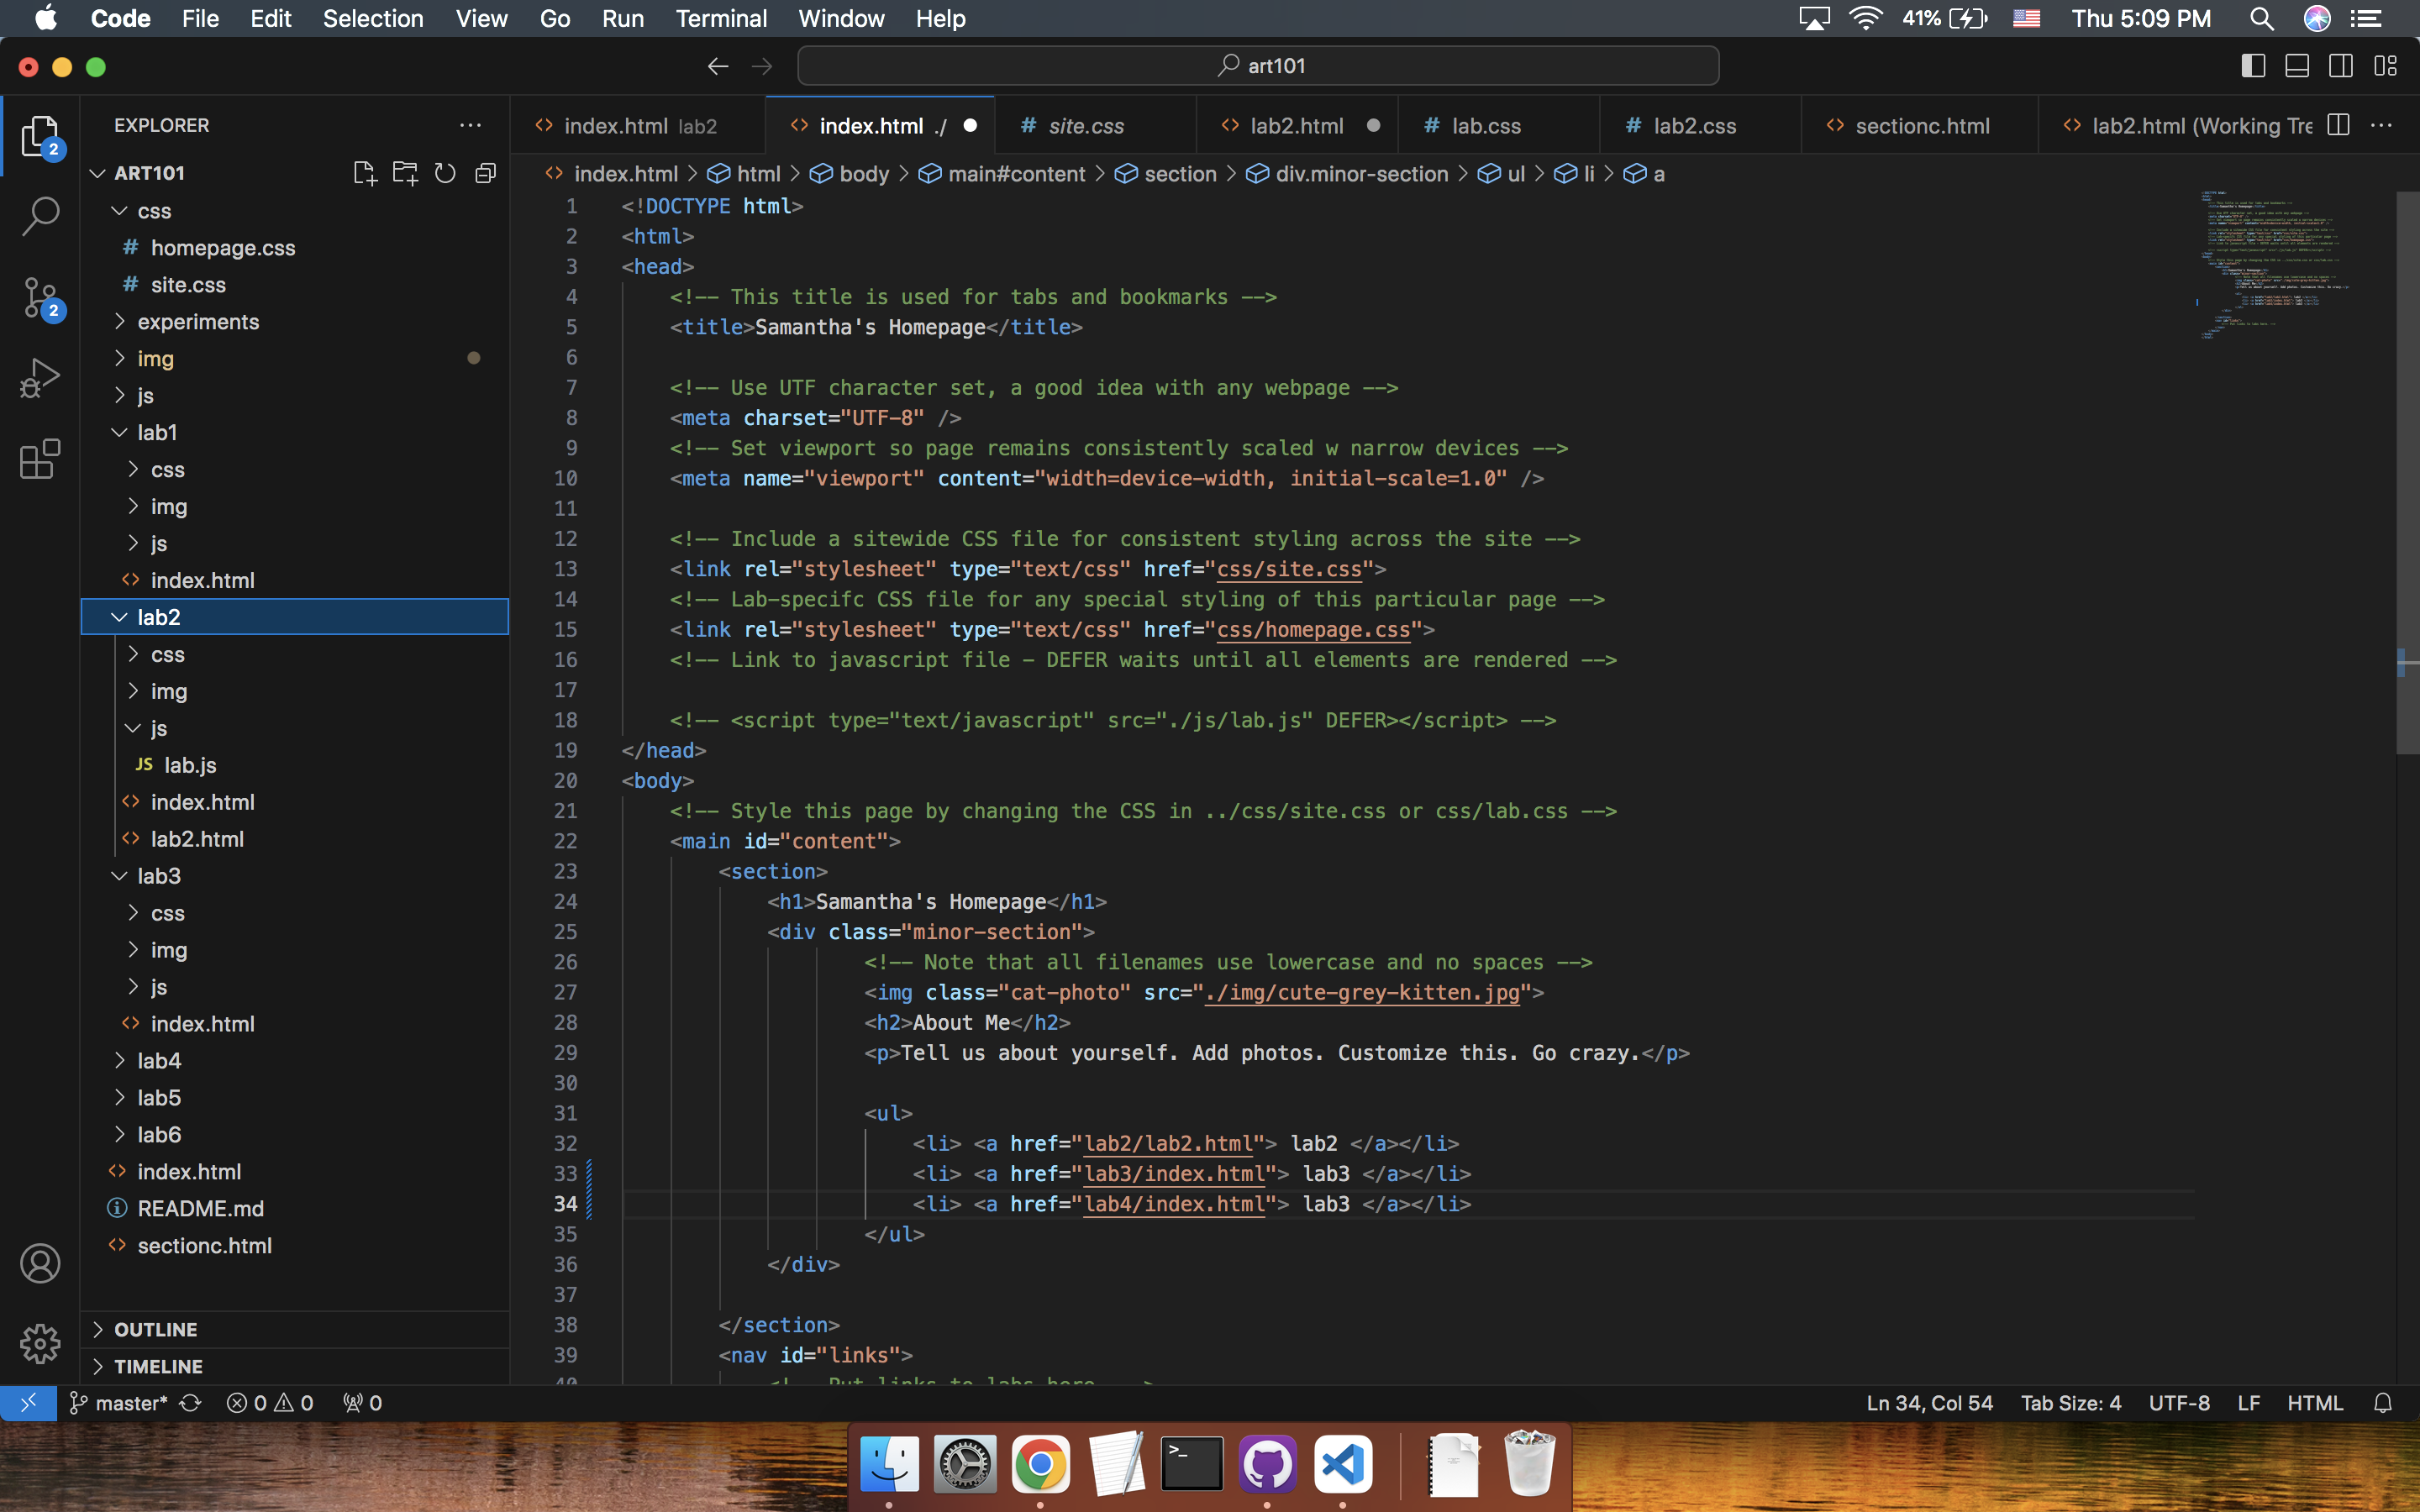 Code File Edit Selection View Go Run Terminal Window Help 41% Thu 5:09 PM
art101
EXPLORER
ART101
css
homepage.css
site.css
experiments
img
js
lab1
css
img
js
index.html
lab2
css
img
js
JS lab.js
index.html
lab2.html
lab3
css
img
js
index.html
lab4
lab5
lab6
index.html
README.md
sectionc.html
OUTLINE
TIMELINE
2
2
index.html lab2 index.html ./ # site.css lab2.html # lab.css # lab2.css sectionc.html lab2.html (Working Tre
index.html > html > body > main#content > section > div.minor-section > ul > li > a
1 <!DOCTYPE html>
2 <html>
3 <head>
4 <!-- This title is used for tabs and bookmarks -->
5 <title>Samantha's Homepage</title>
6
7 <!-- Use UTF character set, a good idea with any webpage -->
8 <meta charset="UTF-8" />
9 <!-- Set viewport so page remains consistently scaled w narrow devices -->
10 <meta name="viewport" content="width=device-width, initial-scale=1.0" />
11
12 <!-- Include a sitewide CSS file for consistent styling across the site -->
13 <link rel="stylesheet" type="text/css" href="css/site.css">
14 <!-- Lab-specifc CSS file for any special styling of this particular page -->
15 <link rel="stylesheet" type="text/css" href="css/homepage.css">
16 <!-- Link to javascript file - DEFER waits until all elements are rendered -->
17
18 <!-- <script type="text/javascript" src="./js/lab.js" DEFER></script> -->
19 </head>
20 <body>
21 <!-- Style this page by changing the CSS in ../css/site.css or css/lab.css -->
22 <main id="content">
23 <section>
24 <h1>Samantha's Homepage</h1>
25 <div class="minor-section">
26 <!-- Note that all filenames use lowercase and no spaces -->
27 <img class="cat-photo" src="./img/cute-grey-kitten.jpg">
28 <h2>About Me</h2>
29 <p>Tell us about yourself. Add photos. Customize this. Go crazy.</p>
30
31 <ul>
32 <li> <a href="lab2/lab2.html"> lab2 </a></li>
33 <li> <a href="lab3/index.html"> lab3 </a></li>
34 <li> <a href="lab4/index.html"> lab3 </a></li>
35 </ul>
36 </div>
37
38 </section>
39 <nav id="links">
40 <!-- Put links to labs here -->
master* 0 0 0 Ln 34, Col 54 Tab Size: 4 UTF-8 LF HTML